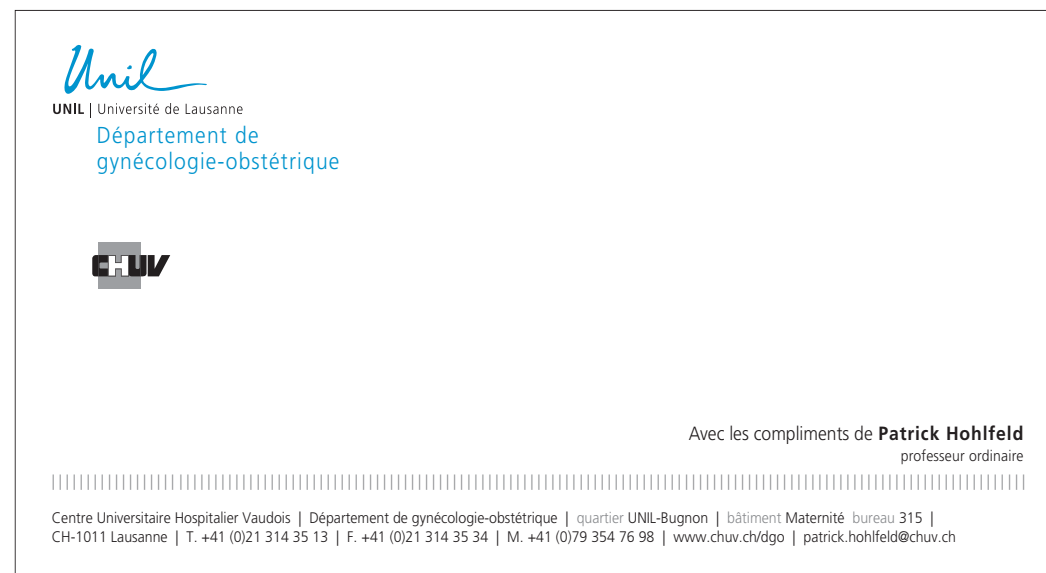 Unil
UNIL | Université de Lausanne
Département de
gynécologie-obstétrique
CHUV
Avec les compliments de Patrick Hohlfeld
professeur ordinaire
Centre Universitaire Hospitalier Vaudois | Département de gynécologie-obstétrique | quartier UNIL-Bugnon | bâtiment Maternité bureau 315 |
CH-1011 Lausanne | T. +41 (0)21 314 35 13 | F. +41 (0)21 314 35 34 | M. +41 (0)79 354 76 98 | www.chuv.ch/dgo | patrick.hohlfeld@chuv.ch